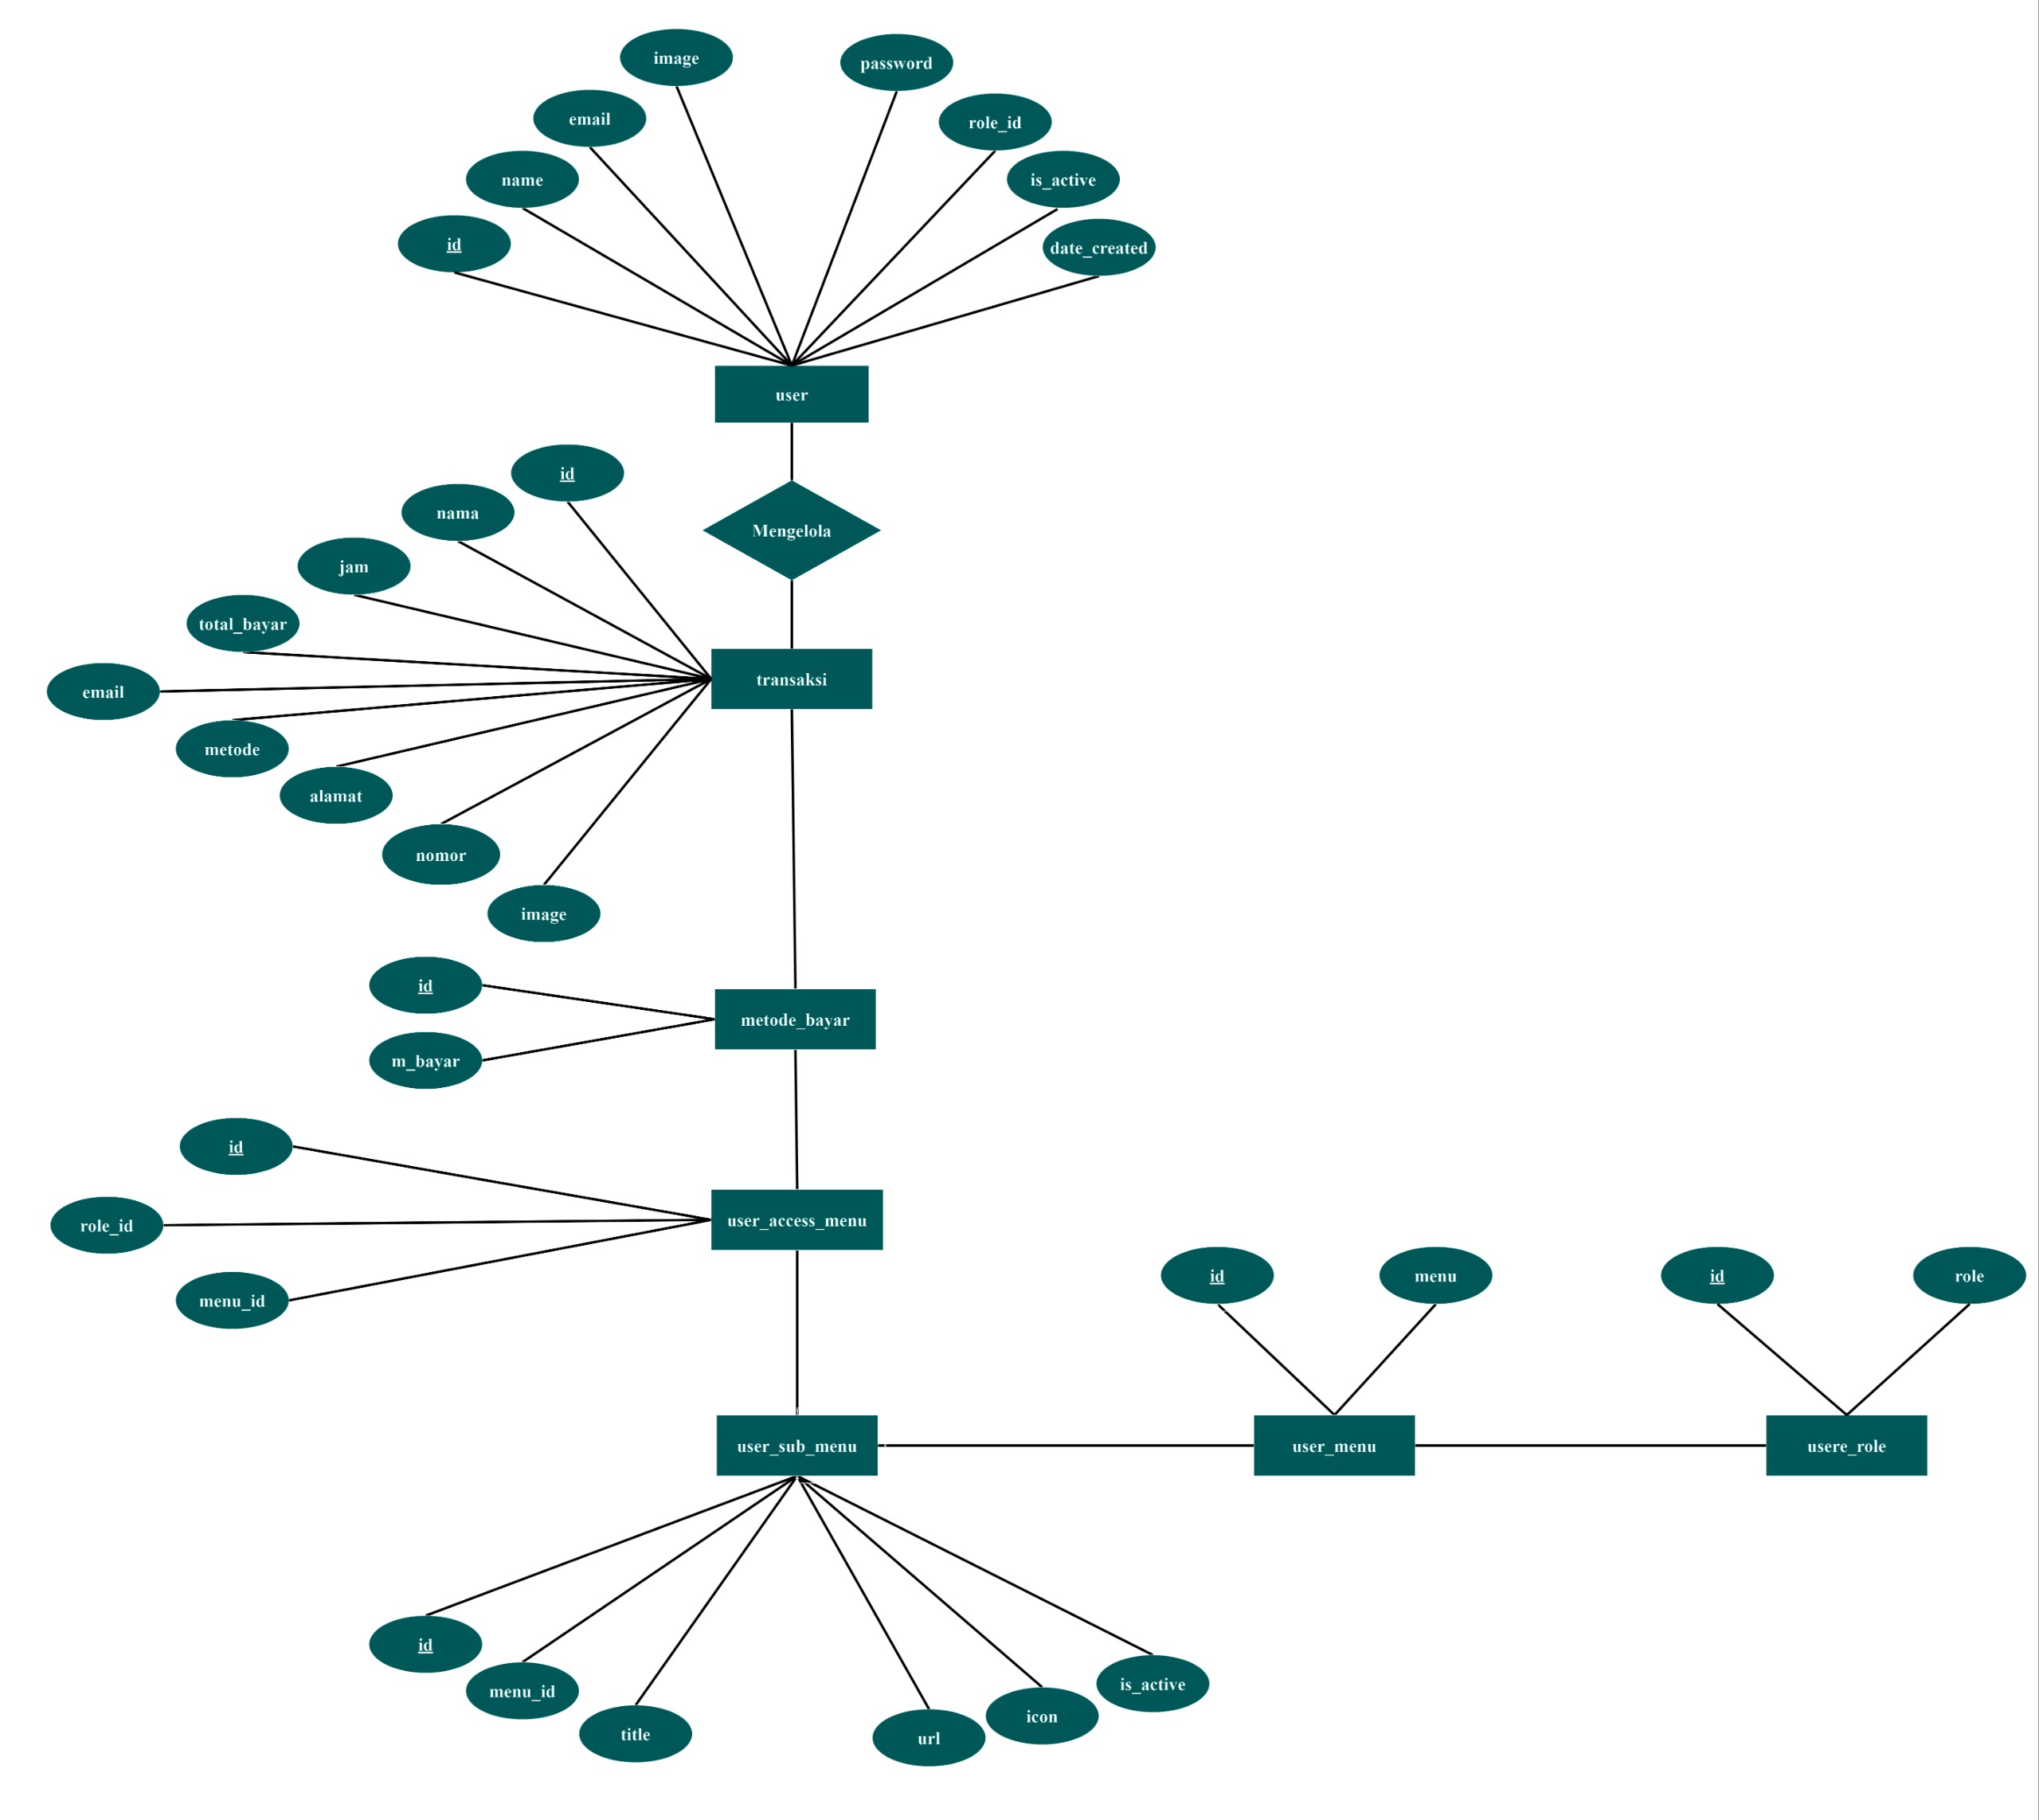 image
password
email
role_id
name
is_active
id
date_created
user
id
nama
Mengelola
jam
total_bayar
transaksi
email
metode
alamat
nomor
image
id
metode_bayar
m_bayar
id
user_access_menu
role_id
menu_id
id
menu
id
role
user_sub_menu
user_menu
usere_role
id
menu_id
title
url
icon
is_active